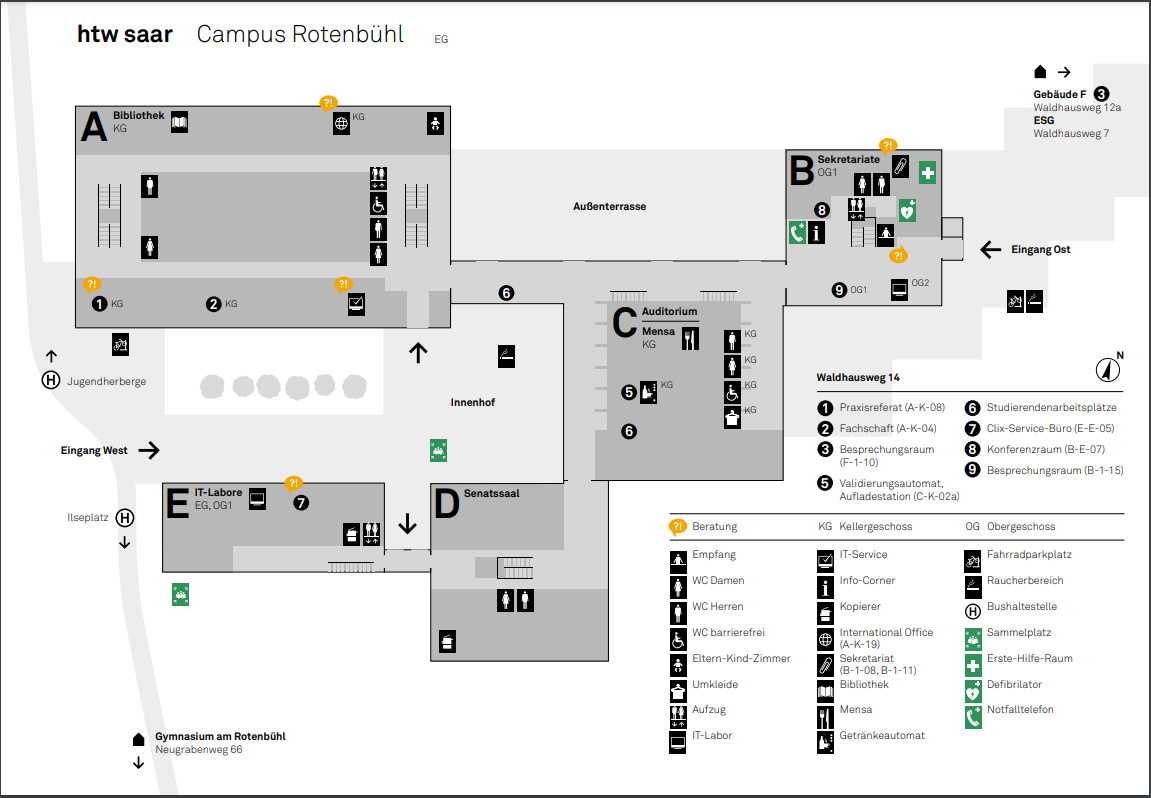 htw saar Campus Rotenbühl EG
Gebäude F 3
Waldhausweg 12a
ESG
Waldhausweg 7
A Bibliothek
KG
?!
KG
B Sekretariate
OG1
?!
8
Außenterrasse
Eingang Ost
?!
9 OG1
OG2
?!
1 KG
2 KG
?!
6
C Auditorium
Mensa
KG
KG
KG
KG
KG
5 KG
6
H Jugendherberge
Innenhof
Eingang West
N
Waldhausweg 14
1 Praxisreferat (A-K-08)
2 Fachschaft (A-K-04)
3 Besprechungsraum
(F-1-10)
5 Validierungsautomat,
Aufladestation (C-K-02a)
6 Studierendenarbeitsplätze
7 Clix-Service-Büro (E-E-05)
8 Konferenzraum (B-E-07)
9 Besprechungsraum (B-1-15)
E IT-Labore
EG, OG1
?!
7
D Senatssaal
Ilseplatz H
?! Beratung
KG Kellergeschoss
OG Obergeschoss
Empfang
WC Damen
WC Herren
WC barrierefrei
Eltern-Kind-Zimmer
Umkleide
Aufzug
IT-Labor
IT-Service
Info-Corner
Kopierer
International Office
(A-K-19)
Sekretariat
(B-1-08, B-1-11)
Bibliothek
Mensa
Getränkeautomat
Fahrradparkplatz
Raucherbereich
H Bushaltestelle
Sammelplatz
Erste-Hilfe-Raum
Defibrilator
Notfalltelefon
Gymnasium am Rotenbühl
Neugrabenweg 66